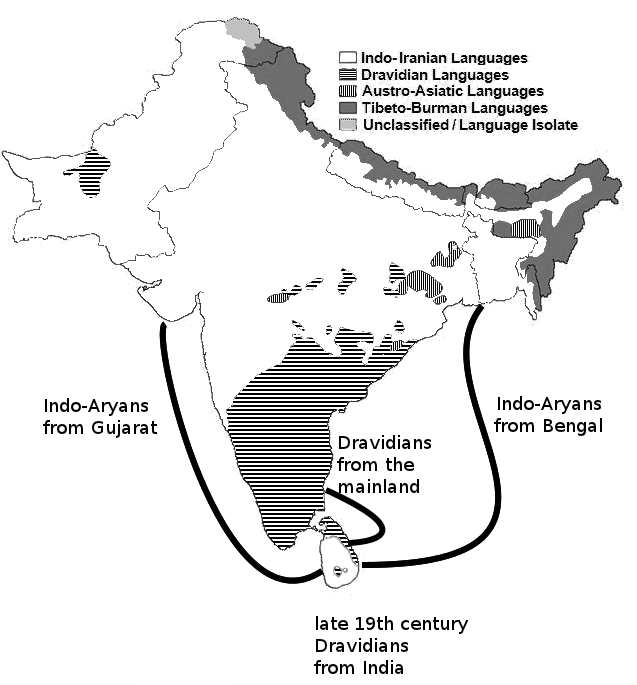 Indo-Iranian Languages
Dravidian Languages
Austro-Asiatic Languages
Tibeto-Burman Languages
Unclassified / Language Isolate
Indo-Aryans
from Gujarat
Dravidians
from the
mainland
Indo-Aryans
from Bengal
late 19th century
Dravidians
from India